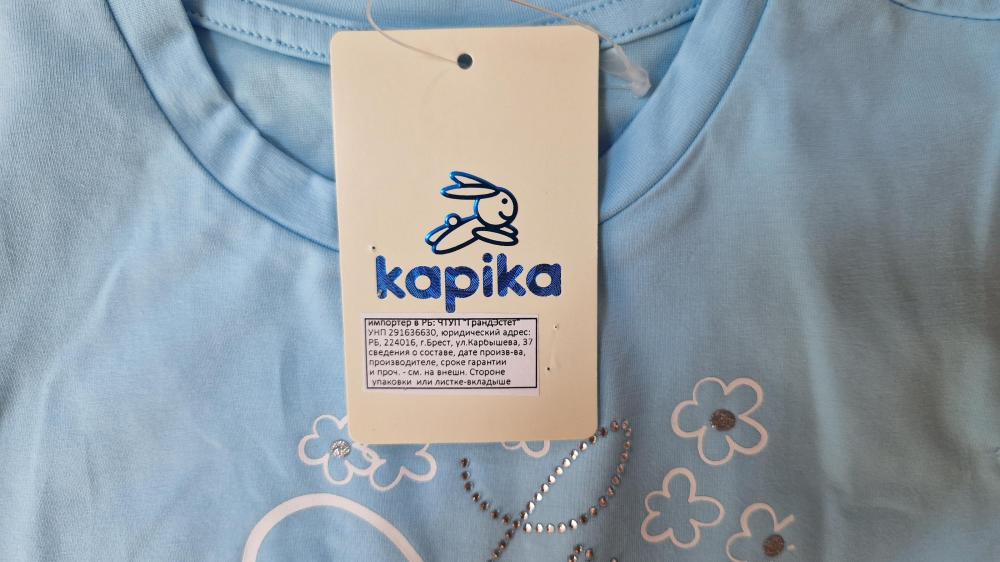 kapika
импортер в РБ: ЧТУП "ГрандЭстет"
УНП 291636630, юридический адрес:
РБ, 224016, г.Брест, ул.Карбышева, 37
сведения о составе, дате произв-ва,
производителе, сроке гарантии
и проч. - см. на внешн. Стороне
упаковки или листке-вкладыше